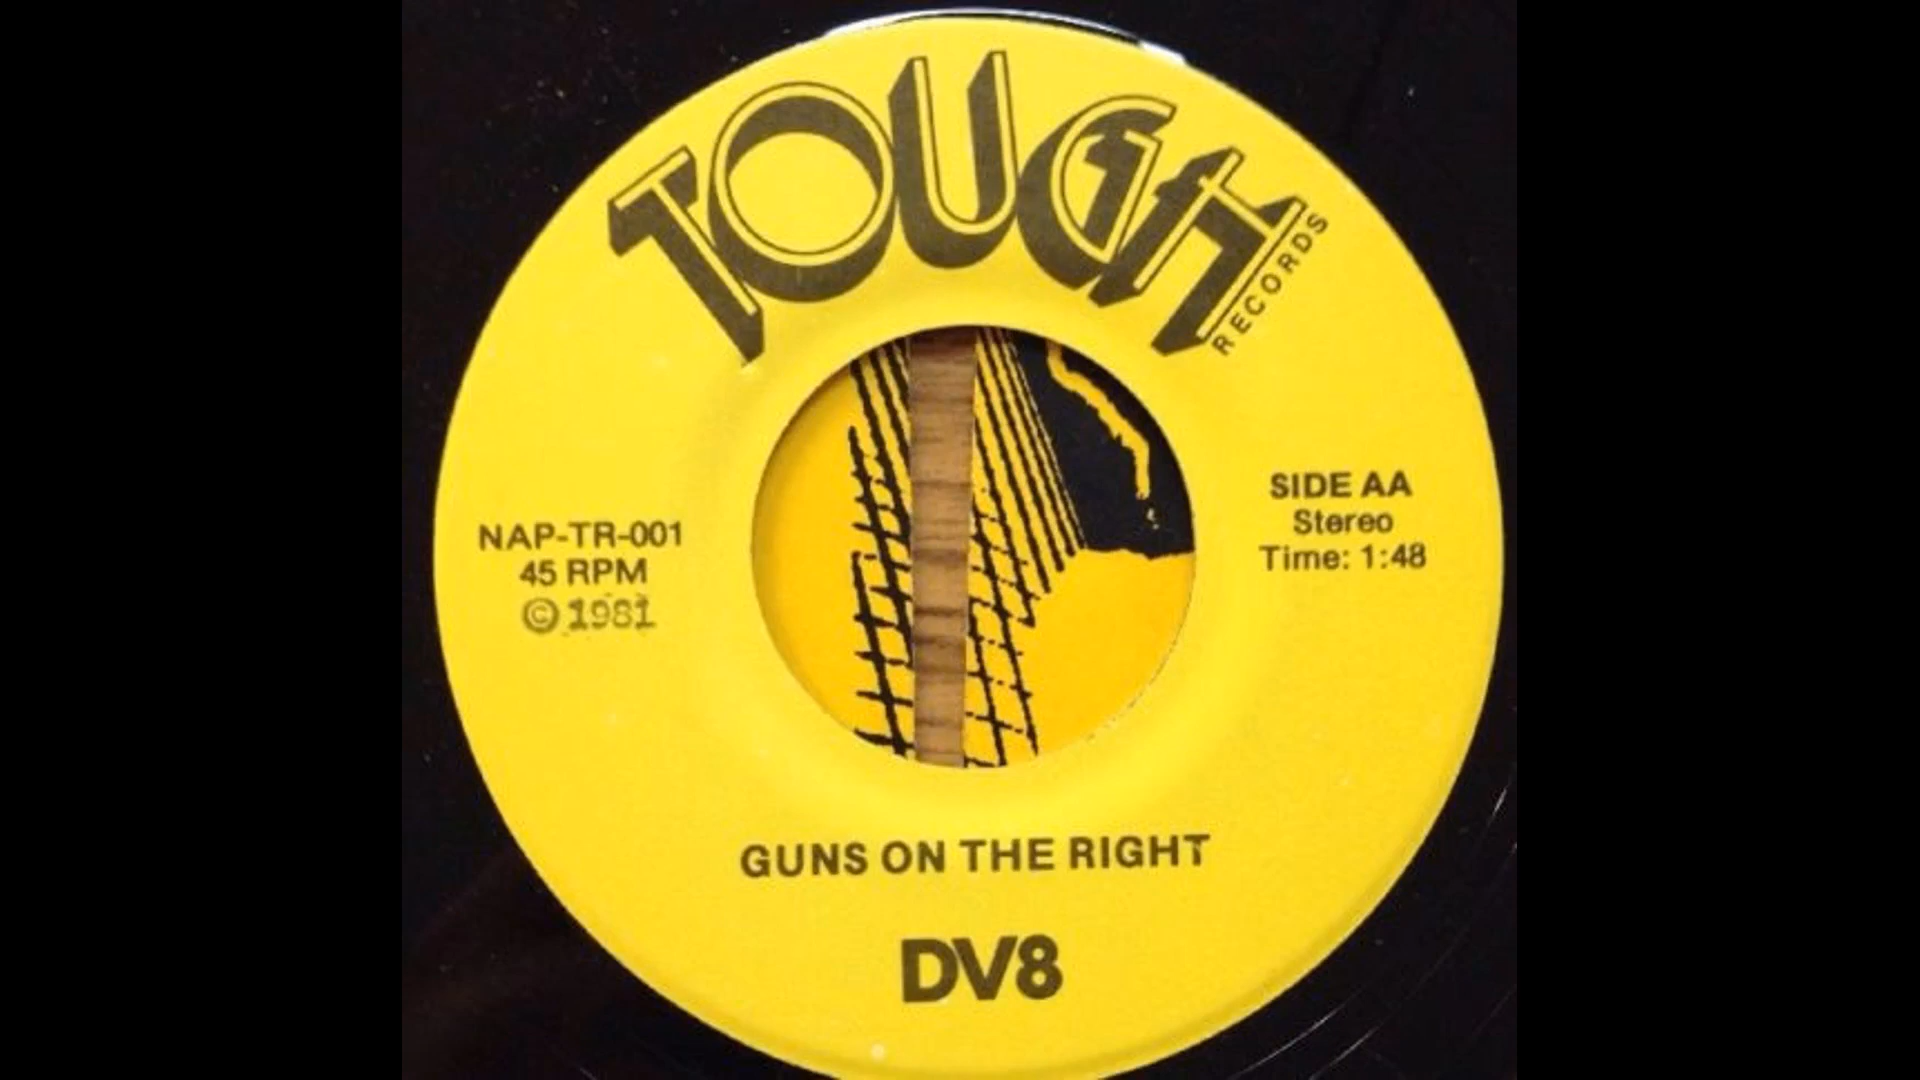 TOUGH
RECORDS
NAP-TR-001
45 RPM
© 1981
SIDE AA
Stereo
Time: 1:48
GUNS ON THE RIGHT
DV8